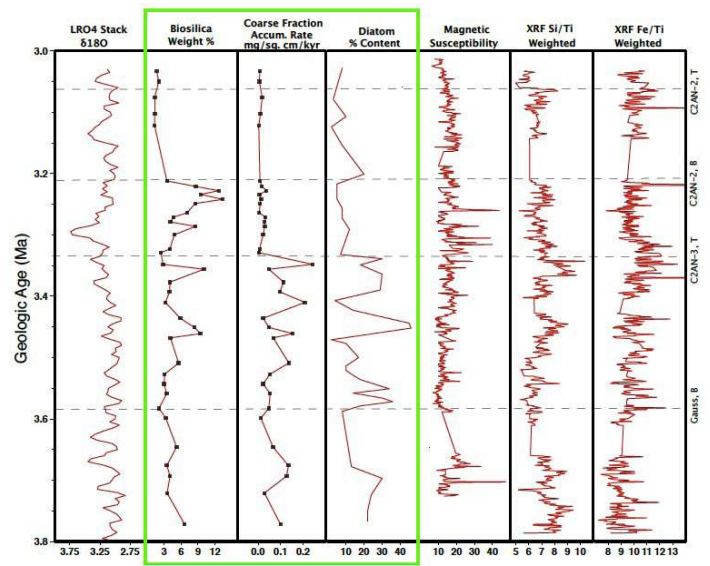 LRO4 Stack
δ18O
Biosilica
Weight %
Coarse Fraction
Accum. Rate
mg/sq. cm/kyr
Diatom
% Content
Magnetic
Susceptibility
XRF Si/Ti
Weighted
XRF Fe/Ti
Weighted
Geologic Age (Ma)
3.0
3.2
3.4
3.6
3.8
C2AN-2, T
C2AN-2, B
C2AN-3, T
Gauss, B
3.75 3.25 2.75
3 6 9 12
0.0 0.1 0.2
10 20 30 40
10 20 30 40
5 6 7 8 9 10
8 9 10 11 12 13